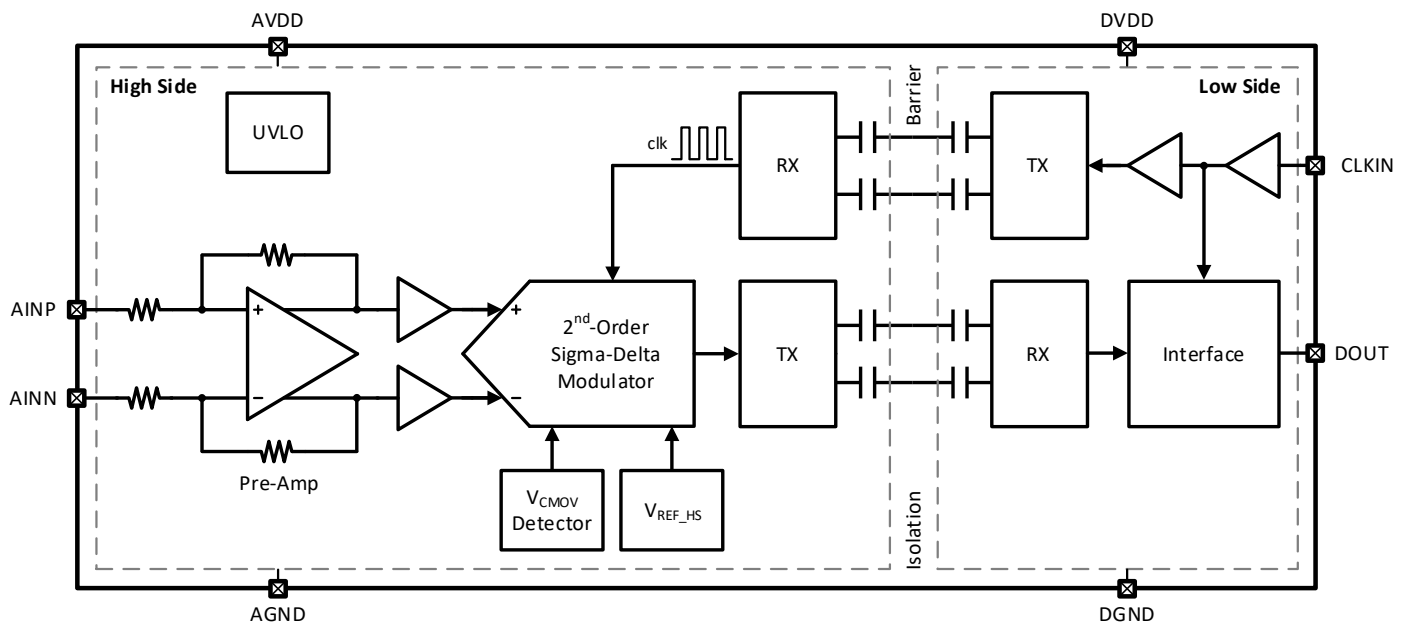 AVDD
DVDD
High Side
Barrier
Low Side
UVLO
clk
RX
TX
CLKIN
AINP
+
+
2nd-Order
Sigma-Delta
Modulator
TX
RX
Interface
DOUT
AINN
−
−
Pre-Amp
VCMOV
Detector
VREF_HS
Isolation
AGND
DGND